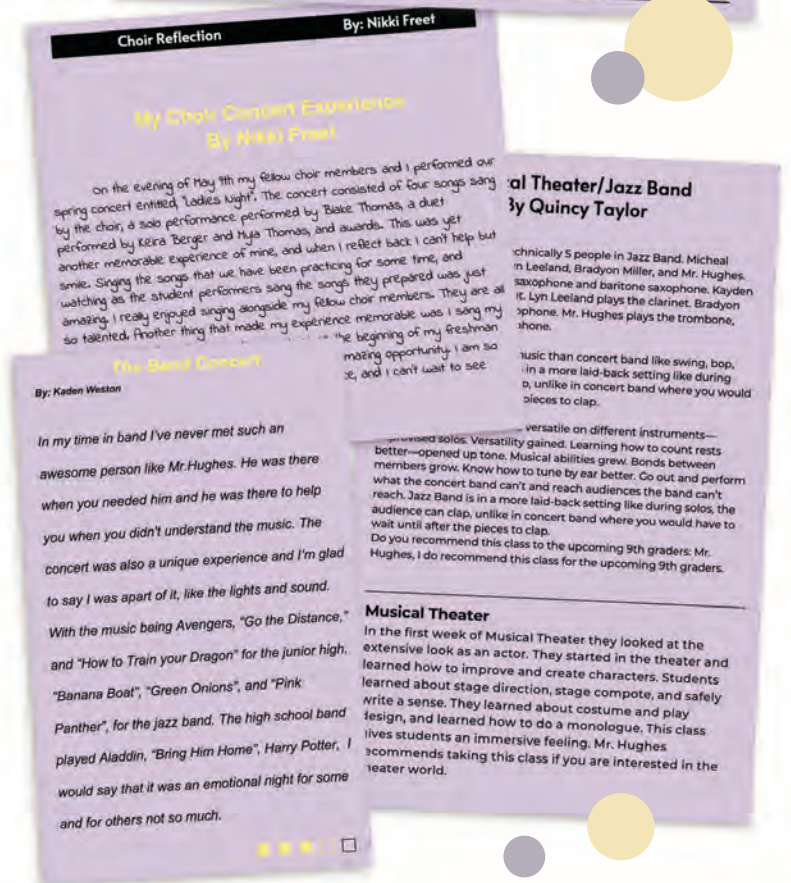 Choir Reflection By: Nikki Freet
My Choir Concert Experience
By Nikki Freet
On the evening of May 9th my fellow choir members and I performed our
spring concert entitled, "Ladies Night". The concert consisted of four songs sang
by the choir, a solo performance performed by Blake Thomas, a duet
performed by Keira Berger and Mya Thomas, and awards. This was yet
another memorable experience of mine, and when I reflect back I can't help but
smile. Singing the songs that we have been practicing for some time, and
watching as the student performers sang the songs they prepared was just
amazing. I really enjoyed singing alongside my fellow choir members. They are all
so talented. Another thing that made my experience memorable was I sang my
the beginning of my freshman
mazing opportunity. I am so
, and I can't wait to see
al Theater/Jazz Band
By Quincy Taylor
chnically 5 people in Jazz Band. Micheal
n Leeland, Bradyon Miller, and Mr. Hughes.
saxophone and baritone saxophone. Kayden
t. Lyn Leeland plays the clarinet. Bradyon
ophone. Mr. Hughes plays the trombone,
hone.
usic than concert band like swing, bop,
in a more laid-back setting like during
, unlike in concert band where you would
pieces to clap.
versatile on different instruments—
solos. Versatility gained. Learning how to count rests
better—opened up tone. Musical abilities grew. Bonds between
members grow. Know how to tune by ear better. Go out and perform
what the concert band can't and reach audiences the band can't
reach. Jazz Band is in a more laid-back setting like during solos, the
audience can clap, unlike in concert band where you would have to
wait until after the pieces to clap.
Do you recommend this class to the upcoming 9th graders: Mr.
Hughes, I do recommend this class for the upcoming 9th graders.
Musical Theater
In the first week of Musical Theater they looked at the
extensive look as an actor. They started in the theater and
learned how to improve and create characters. Students
learned about stage direction, stage compote, and safely
write a sense. They learned about costume and play
design, and learned how to do a monologue. This class
lives students an immersive feeling. Mr. Hughes
ecommends taking this class if you are interested in the
heater world.
The Band Concert
By: Kaden Weston
In my time in band I've never met such an
awesome person like Mr.Hughes. He was there
when you needed him and he was there to help
you when you didn't understand the music. The
concert was also a unique experience and I'm glad
to say I was apart of it, like the lights and sound.
With the music being Avengers, "Go the Distance,"
and "How to Train your Dragon" for the junior high,
"Banana Boat", "Green Onions", and "Pink
Panther", for the jazz band. The high school band
played Aladdin, "Bring Him Home", Harry Potter, I
would say that it was an emotional night for some
and for others not so much.